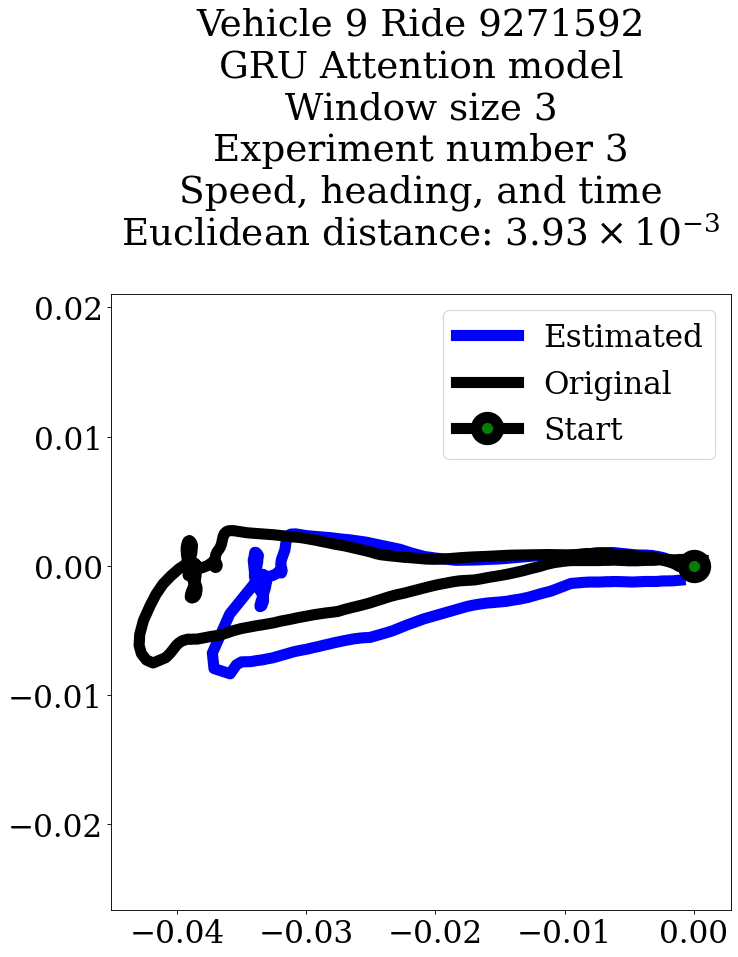 Vehicle 9 Ride 9271592
GRU Attention model
Window size 3
Experiment number 3
Speed, heading, and time
Euclidean distance: 3.93 × 10⁻³
0.02
0.01
0.00
−0.01
−0.02
Estimated
Original
Start
−0.04 −0.03 −0.02 −0.01 0.00